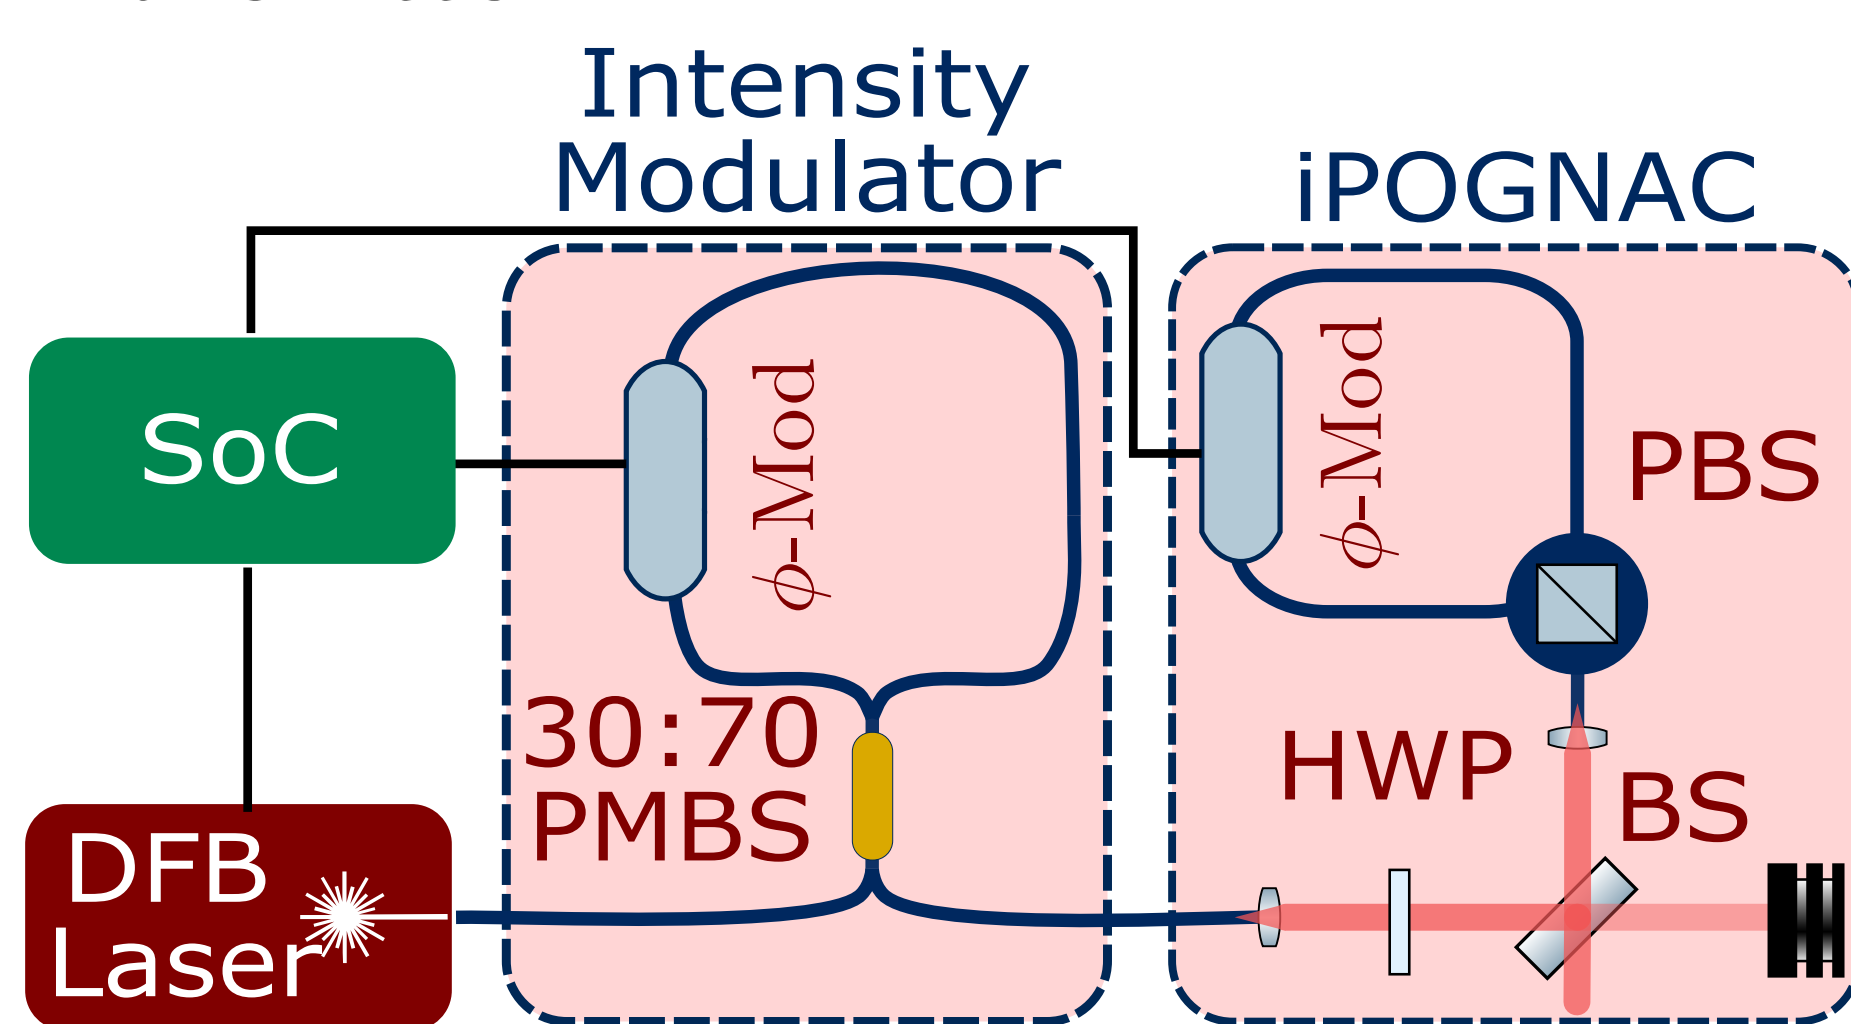 Intensity
Modulator
iPOGNAC
SoC
ϕ-Mod
ϕ-Mod
PBS
30:70
PMBS
HWP
BS
DFB
Laser